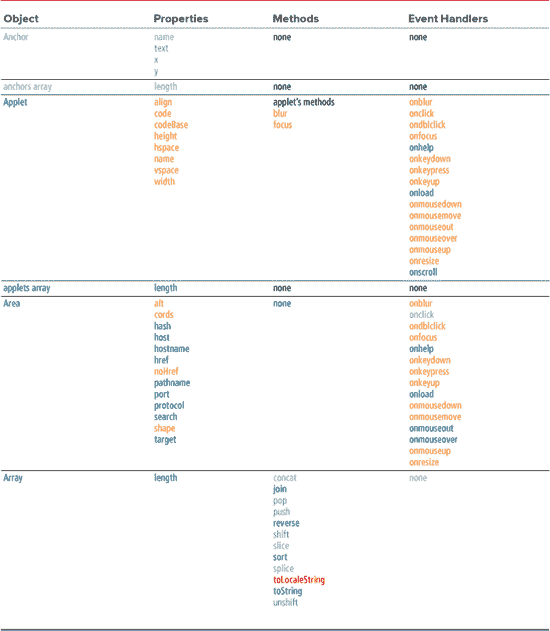 Object Properties Methods Event Handlers
Anchor name none none
text
x
y
anchors array length none none
Applet align applet's methods onblur
code blur onclick
codeBase focus ondblclick
height onfocus
hspace onhelp
name onkeydown
vspace onkeypress
width onkeyup
onload
onmousedown
onmousemove
onmouseout
onmouseover
onmouseup
onresize
onscroll
applets array length none none
Area alt none onblur
cords onclick
hash ondblclick
host onfocus
hostname onhelp
href onkeydown
noHref onkeypress
pathname onkeyup
port onload
protocol onmousedown
search onmousemove
shape onmouseout
target onmouseover
onmouseup
onresize
Array length concat none
join
pop
push
reverse
shift
slice
sort
splice
toLocaleString
toString
unshift